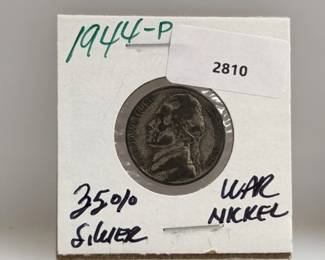 1944-P
2810
35% WAR
SILVER NICKEL